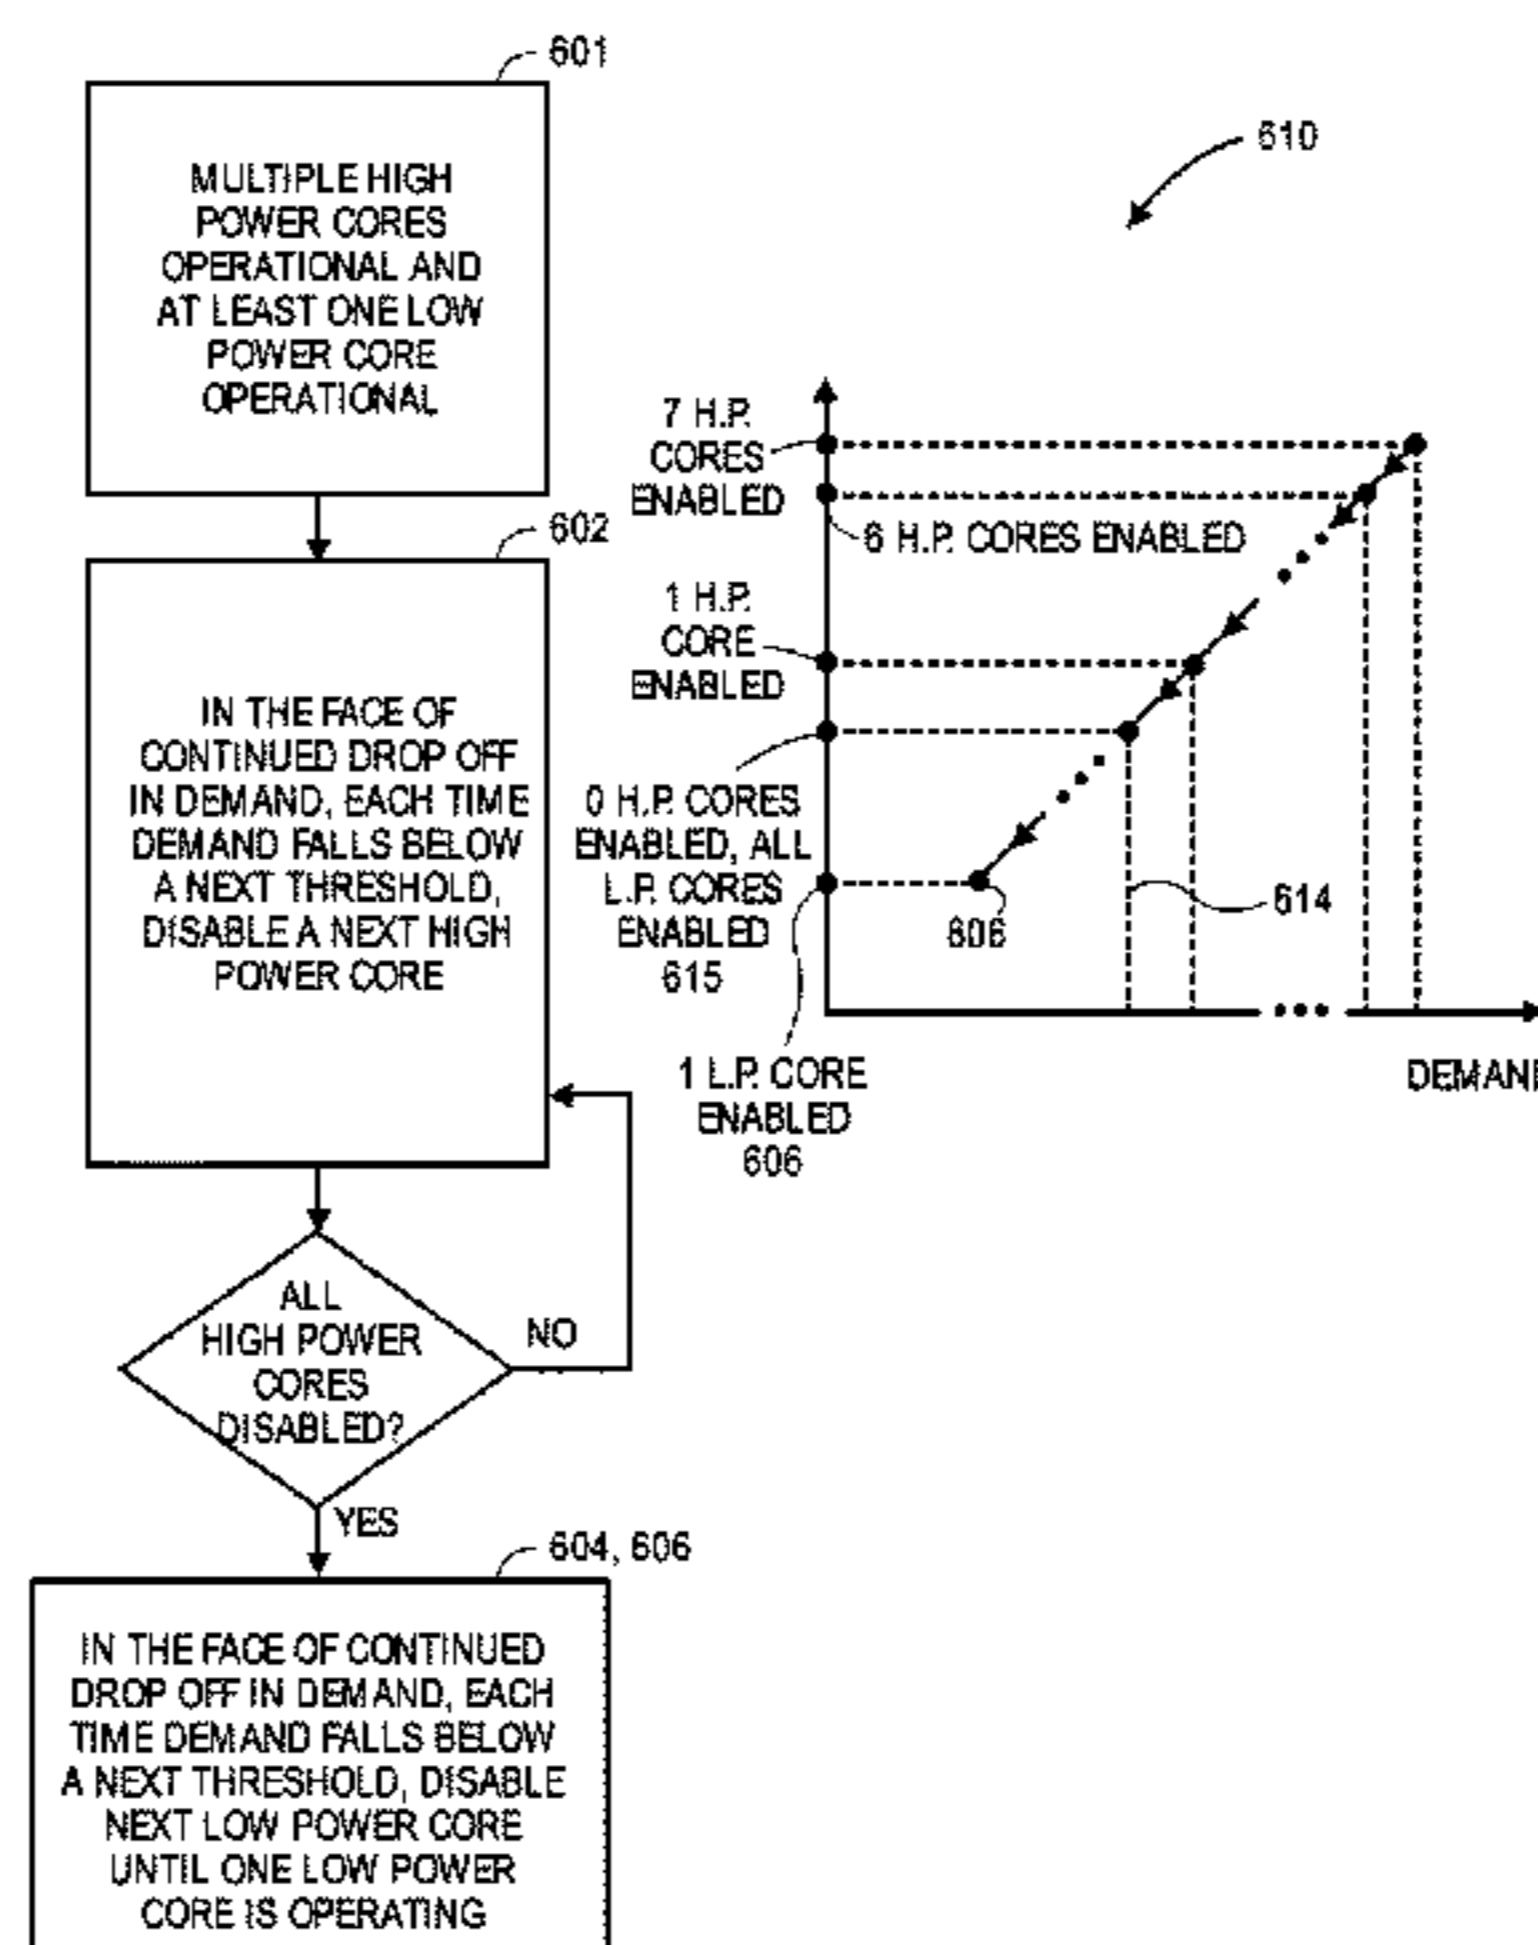 601
MULTIPLE HIGH
POWER CORES
OPERATIONAL AND
AT LEAST ONE LOW
POWER CORE
OPERATIONAL
602
IN THE FACE OF
CONTINUED DROP OFF
IN DEMAND, EACH TIME
DEMAND FALLS BELOW
A NEXT THRESHOLD,
DISABLE A NEXT HIGH
POWER CORE
ALL
HIGH POWER
CORES
DISABLED?
NO
YES
604, 606
IN THE FACE OF CONTINUED
DROP OFF IN DEMAND, EACH
TIME DEMAND FALLS BELOW
A NEXT THRESHOLD, DISABLE
NEXT LOW POWER CORE
UNTIL ONE LOW POWER
CORE IS OPERATING
610
7 H.P.
CORES
ENABLED
6 H.P. CORES ENABLED
1 H.P.
CORE
ENABLED
0 H.P. CORES
ENABLED, ALL
L.P. CORES
ENABLED
615
1 L.P. CORE
ENABLED
606
606
614
DEMAN